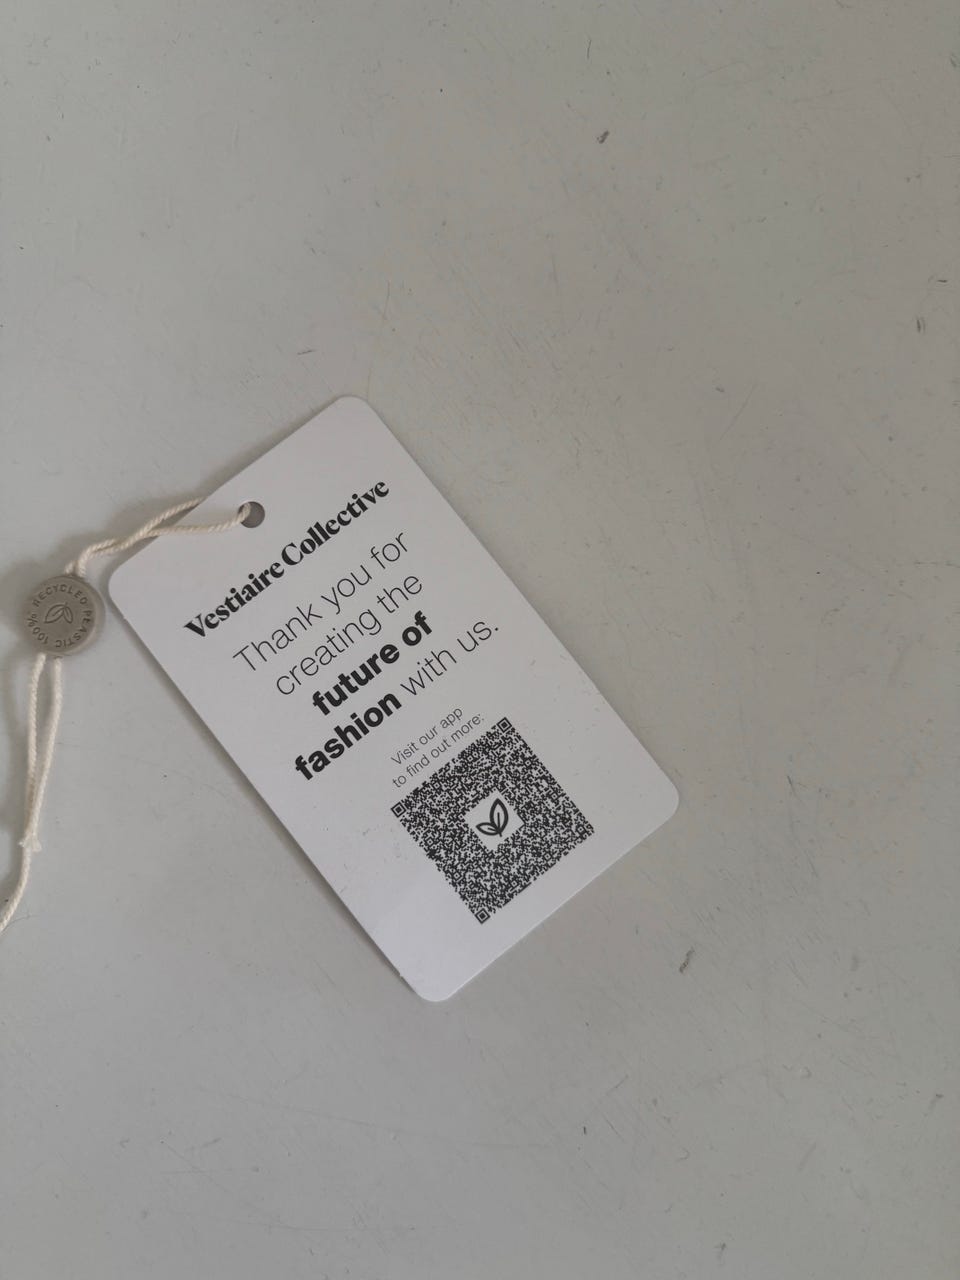 Vestiaire Collective
Thank you for
creating the
future of
fashion with us.
Visit our app
to find out more:
100% RECYCLED PLASTIC